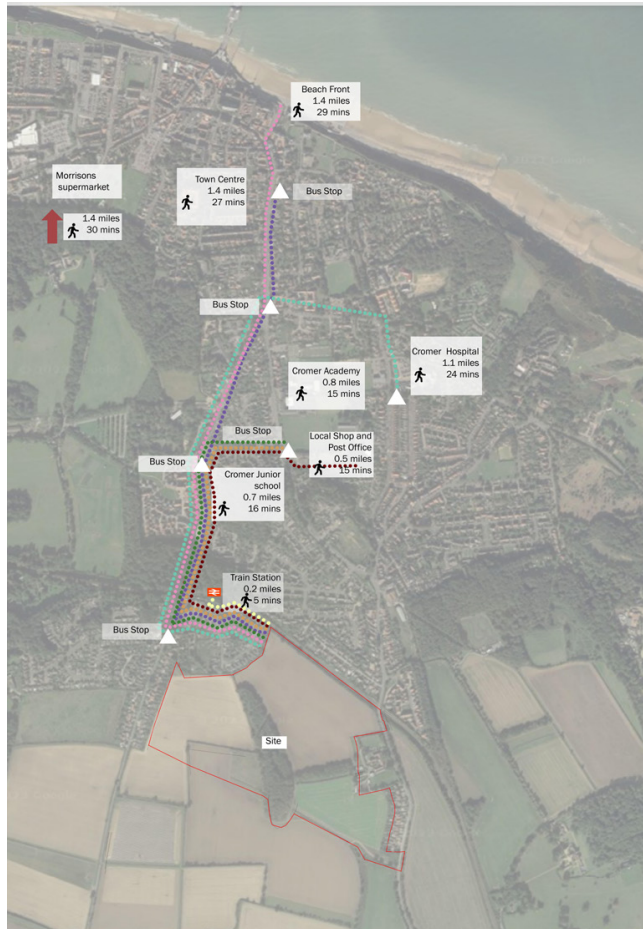 Beach Front
1.4 miles
29 mins
Morrisons
supermarket
1.4 miles
30 mins
Town Centre
1.4 miles
27 mins
Bus Stop
Bus Stop
Cromer Hospital
1.1 miles
24 mins
Cromer Academy
0.8 miles
15 mins
Bus Stop
Local Shop and
Post Office
0.5 miles
15 mins
Bus Stop
Cromer Junior
school
0.7 miles
16 mins
Train Station
0.2 miles
5 mins
Bus Stop
Site